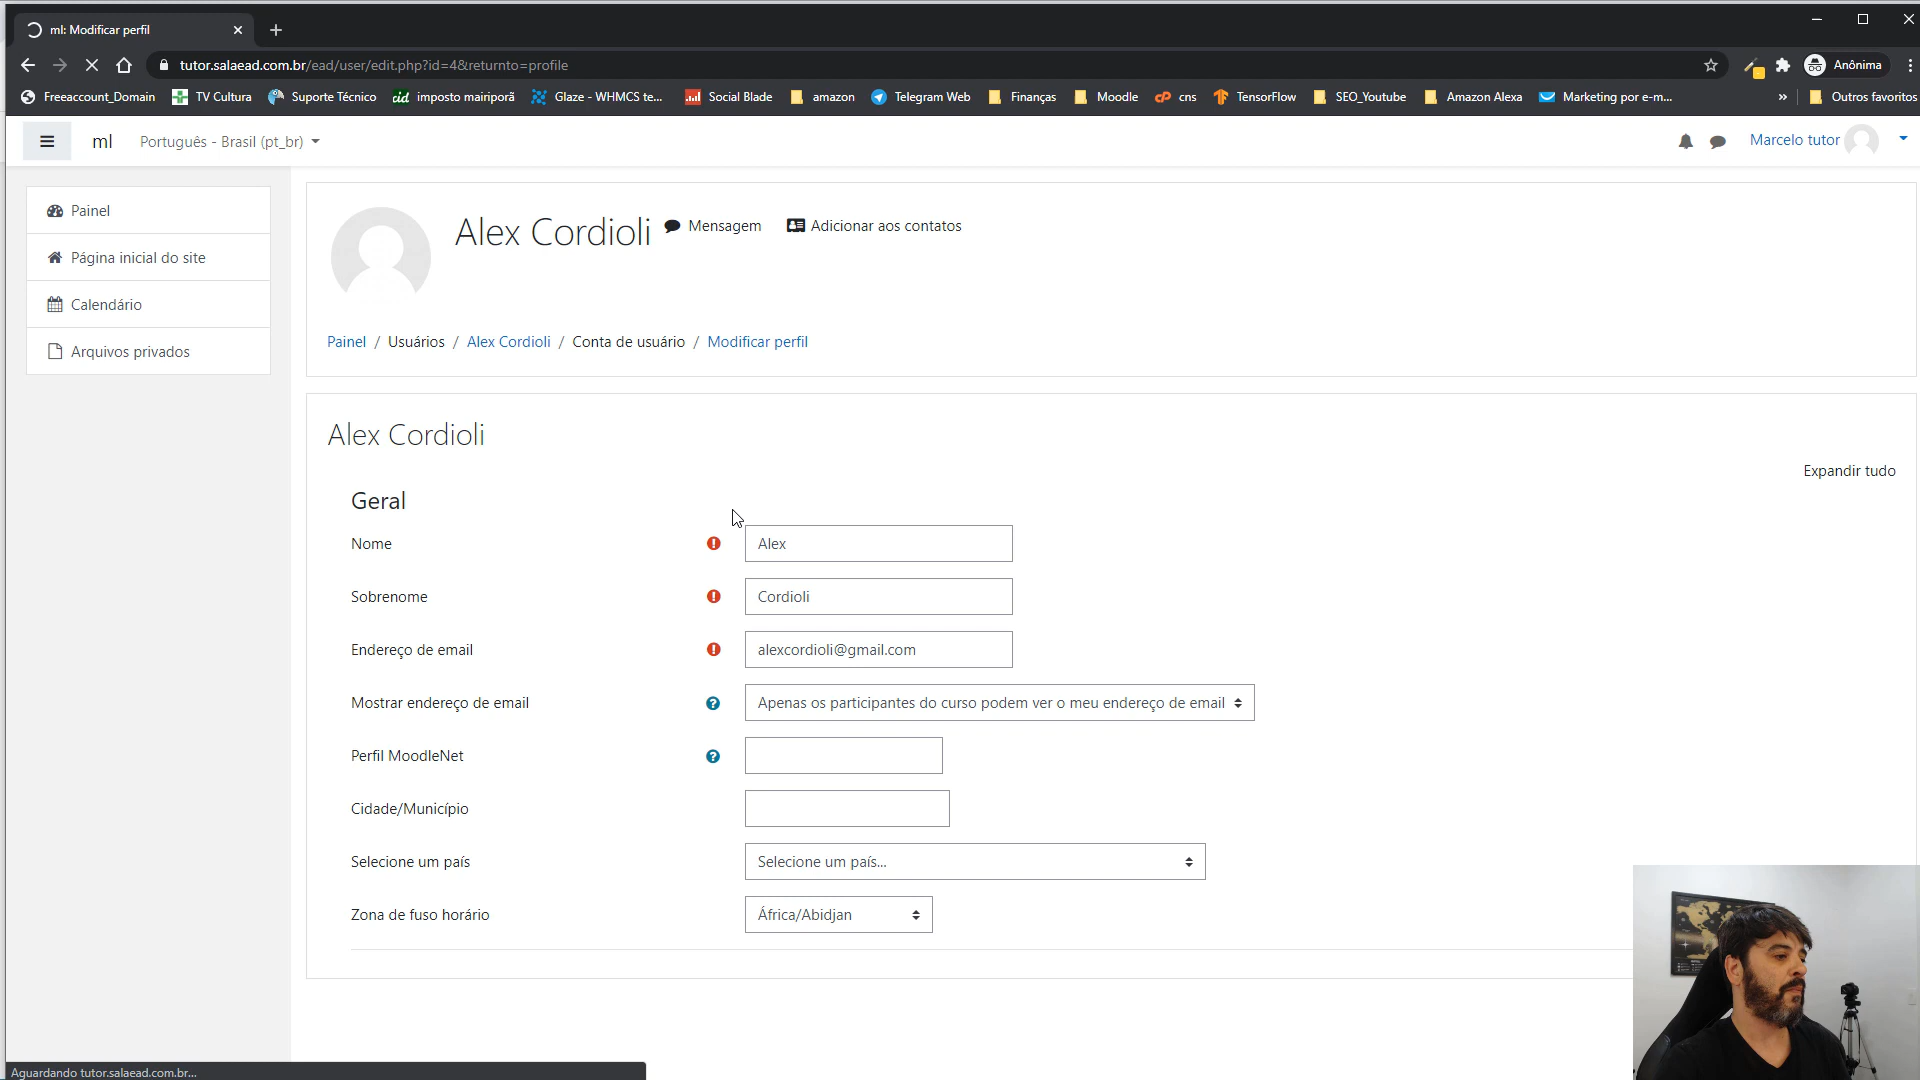 ml: Modificar perfil
tutor.salaead.com.br/ead/user/edit.php?id=4&returnto=profile
Anônima
Freeaccount_Domain TV Cultura Suporte Técnico cid imposto mairiporã Glaze - WHMCS te... Social Blade amazon Telegram Web Finanças Moodle cP cns TensorFlow SEO_Youtube Amazon Alexa Marketing por e-m... » Outros favoritos
ml Português - Brasil (pt_br) Marcelo tutor
Painel
Página inicial do site
Calendário
Arquivos privados
Alex Cordioli Mensagem Adicionar aos contatos
Painel / Usuários / Alex Cordioli / Conta de usuário / Modificar perfil
Alex Cordioli
Expandir tudo
Geral
Nome Alex
Sobrenome Cordioli
Endereço de email alexcordioli@gmail.com
Mostrar endereço de email Apenas os participantes do curso podem ver o meu endereço de email
Perfil MoodleNet
Cidade/Município
Selecione um país Selecione um país...
Zona de fuso horário África/Abidjan
Aguardando tutor.salaead.com.br...